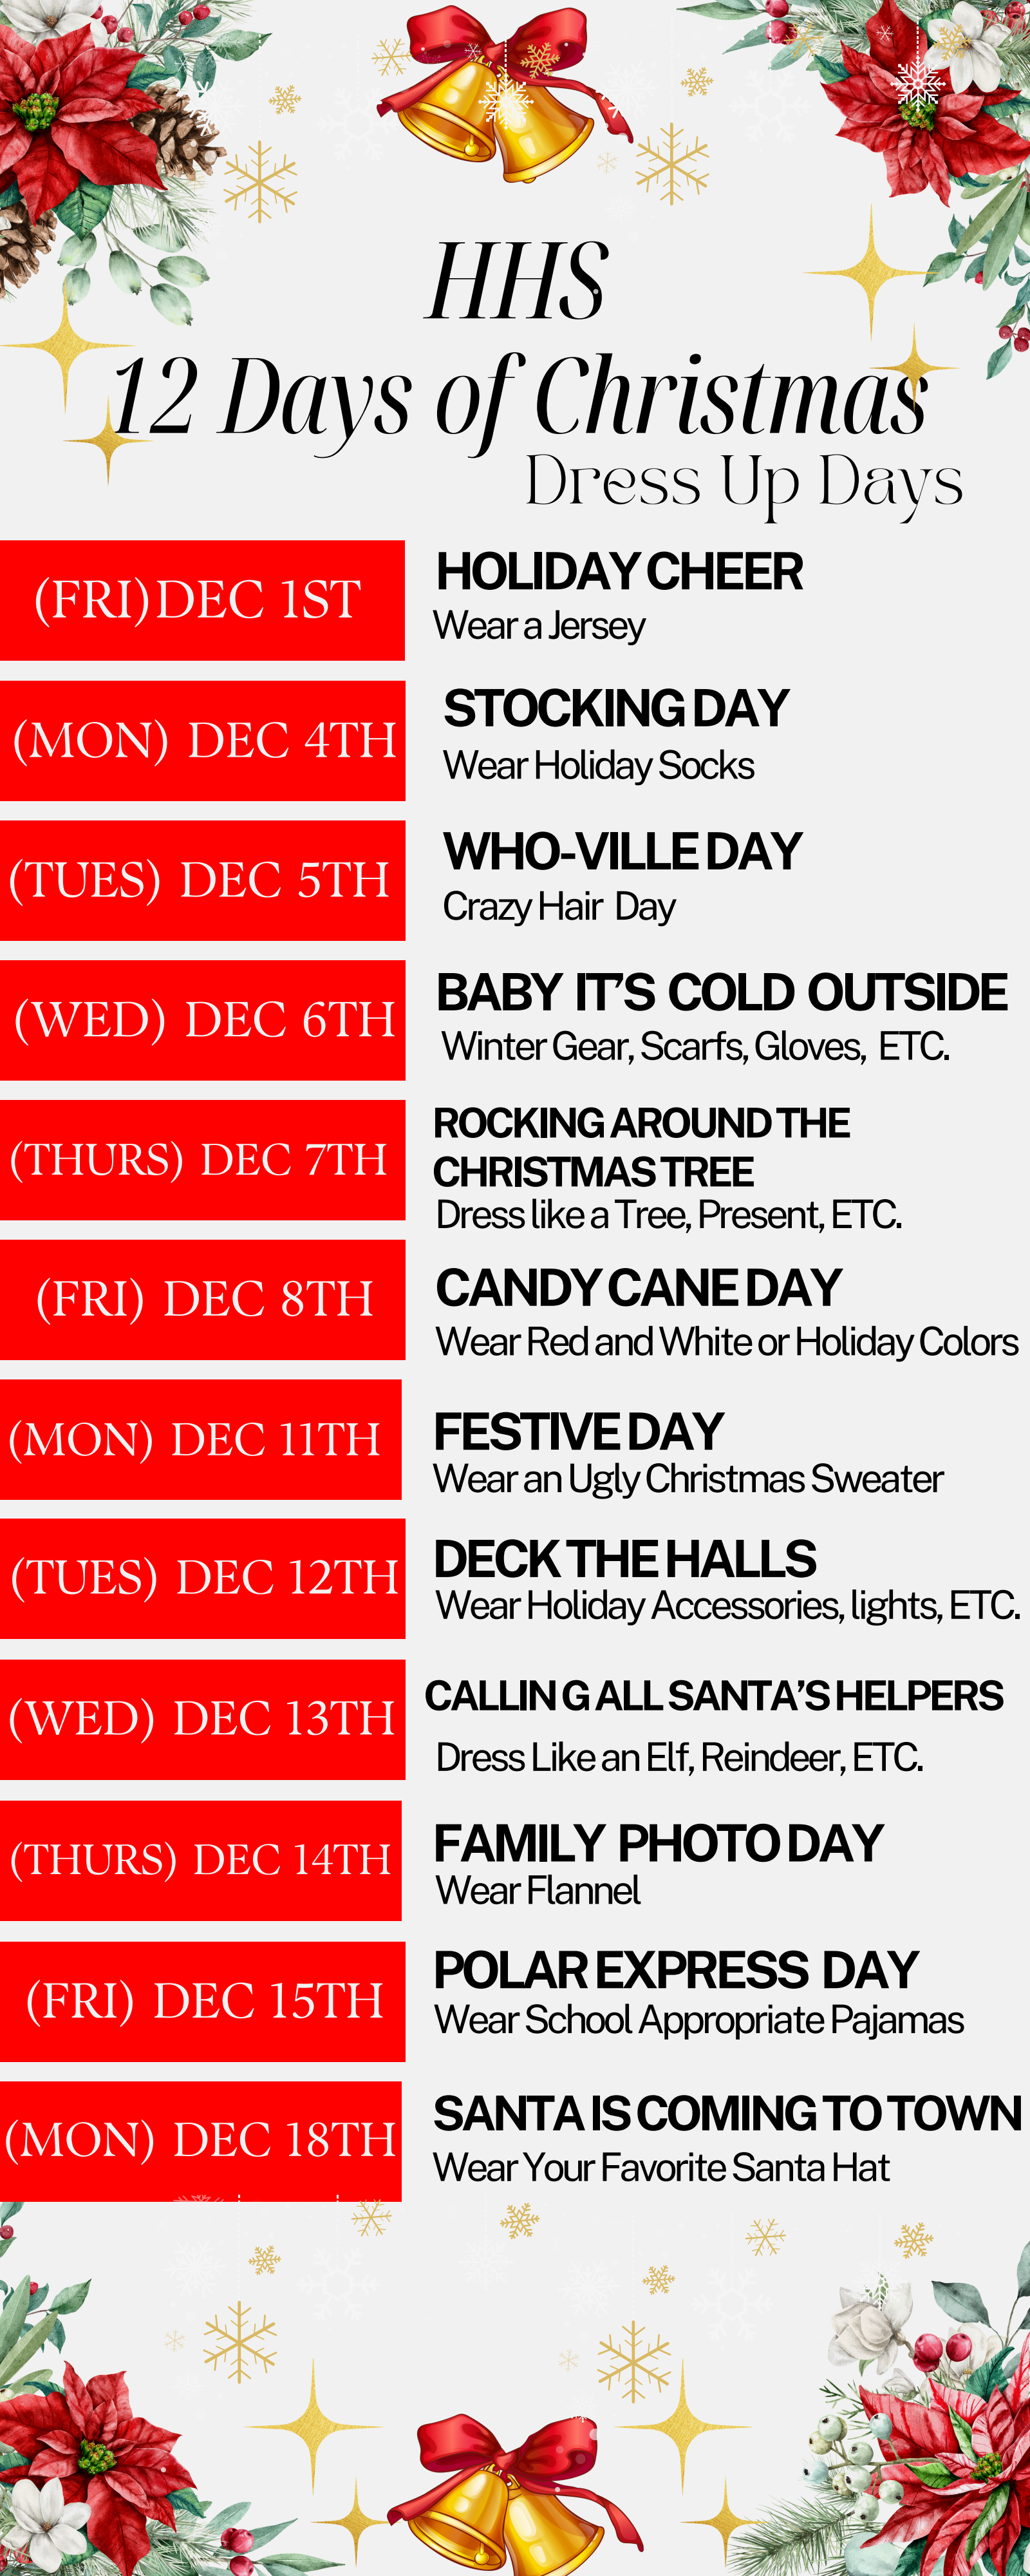 HHS
12 Days of Christmas
Dress Up Days
(FRI) DEC 1ST
HOLIDAY CHEER
Wear a Jersey
(MON) DEC 4TH
STOCKING DAY
Wear Holiday Socks
(TUES) DEC 5TH
WHO-VILLE DAY
Crazy Hair Day
(WED) DEC 6TH
BABY IT'S COLD OUTSIDE
Winter Gear, Scarfs, Gloves, ETC.
(THURS) DEC 7TH
ROCKING AROUND THE
CHRISTMAS TREE
Dress like a Tree, Present, ETC.
(FRI) DEC 8TH
CANDY CANE DAY
Wear Red and White or Holiday Colors
(MON) DEC 11TH
FESTIVE DAY
Wear an Ugly Christmas Sweater
(TUES) DEC 12TH
DECK THE HALLS
Wear Holiday Accessories, lights, ETC.
(WED) DEC 13TH
CALLIN G ALL SANTA'S HELPERS
Dress Like an Elf, Reindeer, ETC.
(THURS) DEC 14TH
FAMILY PHOTO DAY
Wear Flannel
(FRI) DEC 15TH
POLAR EXPRESS DAY
Wear School Appropriate Pajamas
(MON) DEC 18TH
SANTA IS COMING TO TOWN
Wear Your Favorite Santa Hat